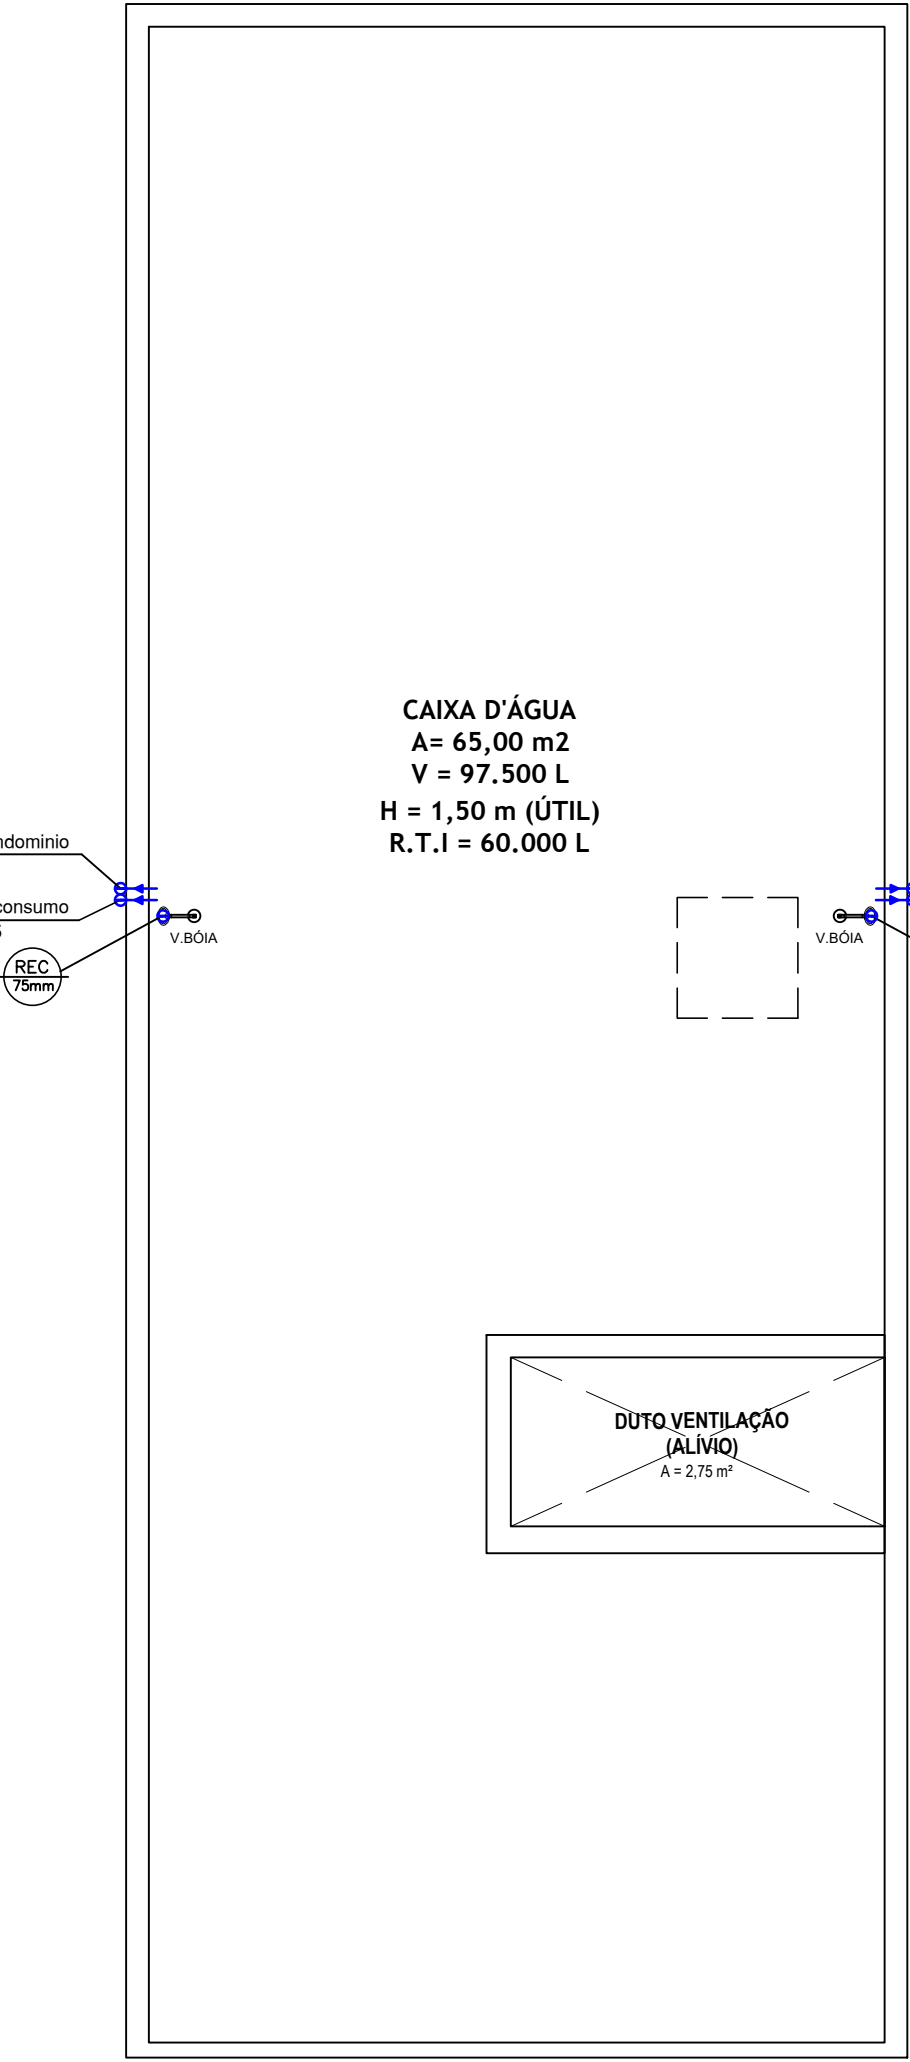 CAIXA D'ÁGUA
A= 65,00 m2
V = 97.500 L
H = 1,50 m (ÚTIL)
R.T.I = 60.000 L
ndominio
consumo
V.BÓIA
V.BÓIA
REC
75mm
DUTO VENTILAÇÃO
(ALÍVIO)
A = 2,75 m²